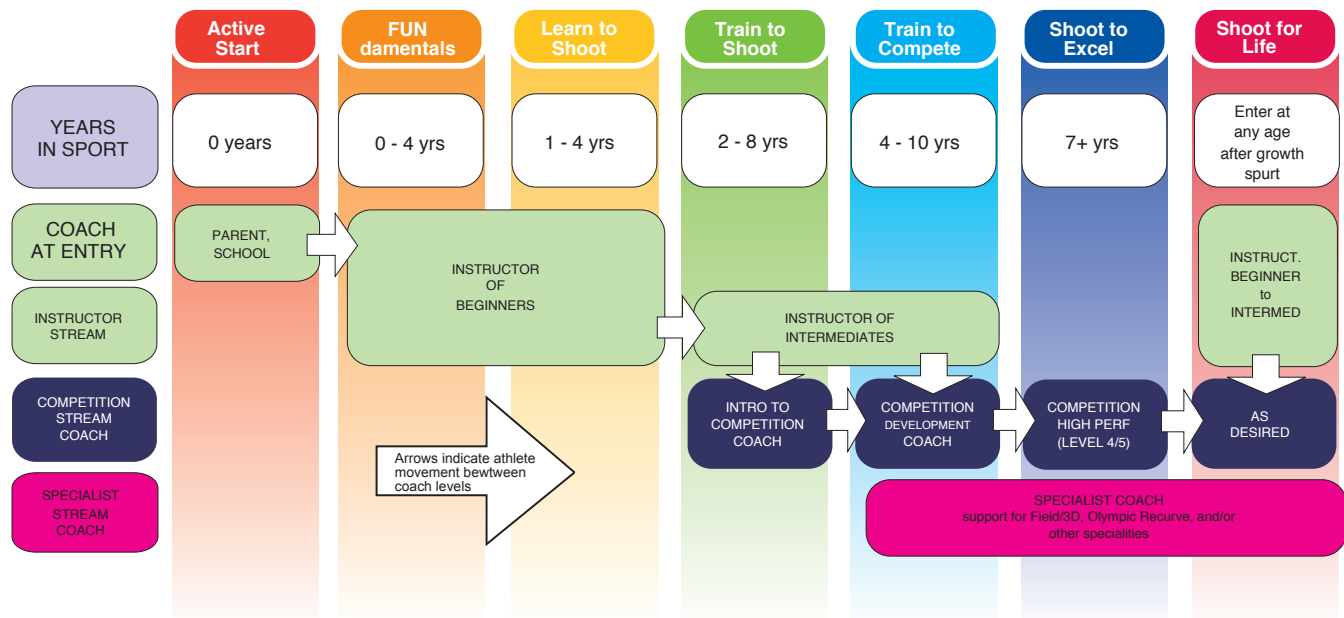 Active
Start
FUN
damentals
Learn to
Shoot
Train to
Shoot
Train to
Compete
Shoot to
Excel
Shoot for
Life
YEARS
IN SPORT
0 years
0 - 4 yrs
1 - 4 yrs
2 - 8 yrs
4 - 10 yrs
7+ yrs
Enter at
any age
after growth
spurt
COACH
AT ENTRY
PARENT,
SCHOOL
INSTRUCTOR
OF
BEGINNERS
INSTRUCT.
BEGINNER
to
INTERMED
INSTRUCTOR
STREAM
INSTRUCTOR OF
INTERMEDIATES
COMPETITION
STREAM
COACH
INTRO TO
COMPETITION
COACH
COMPETITION
DEVELOPMENT
COACH
COMPETITION
HIGH PERF
(LEVEL 4/5)
AS
DESIRED
Arrows indicate athlete
movement bewtween
coach levels
SPECIALIST
STREAM
COACH
SPECIALIST COACH
support for Field/3D, Olympic Recurve, and/or
other specialities